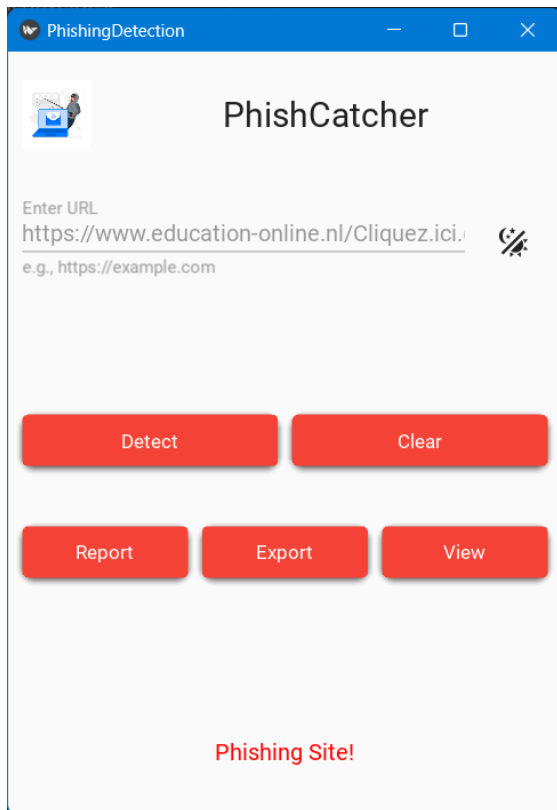 PhishingDetection
PhishCatcher
Enter URL
https://www.education-online.nl/Cliquez.ici.
e.g., https://example.com
Detect Clear
Report Export View
Phishing Site!